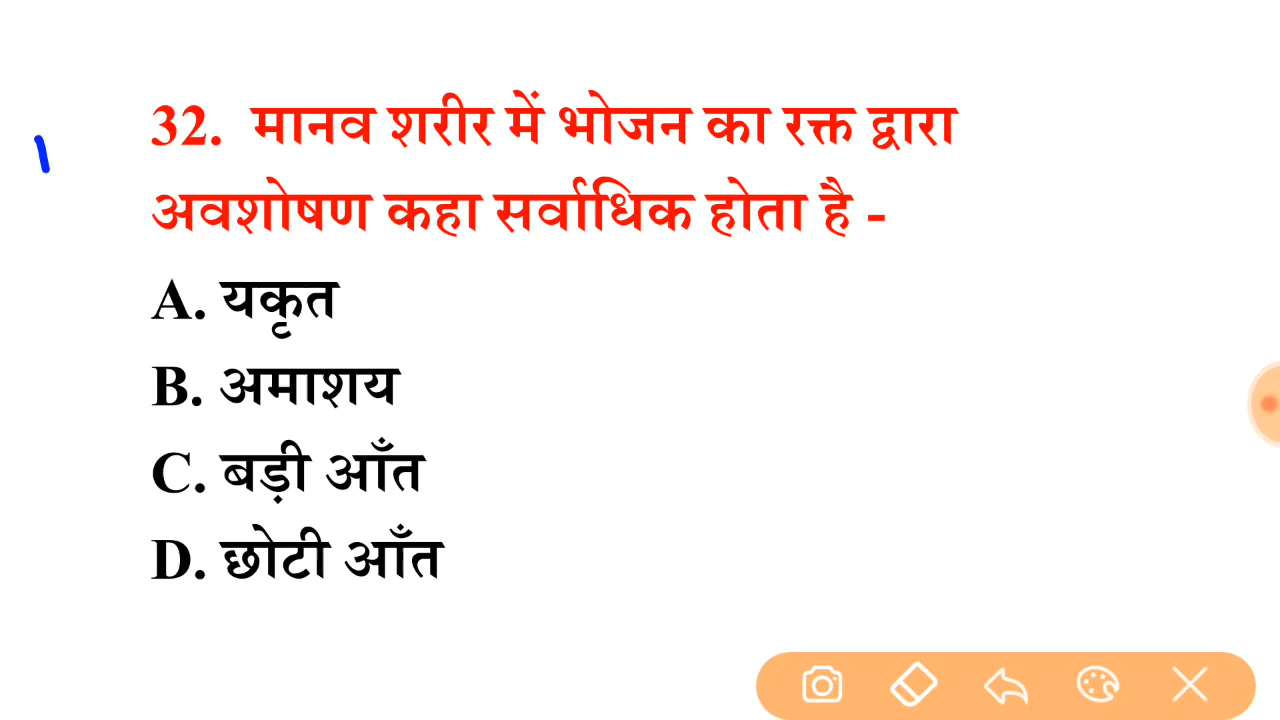 32. मानव शरीर में भोजन का रक्त द्वारा
अवशोषण कहा सर्वाधिक होता है -
A. यकृत
B. अमाशय
C. बड़ी आँत
D. छोटी आँत